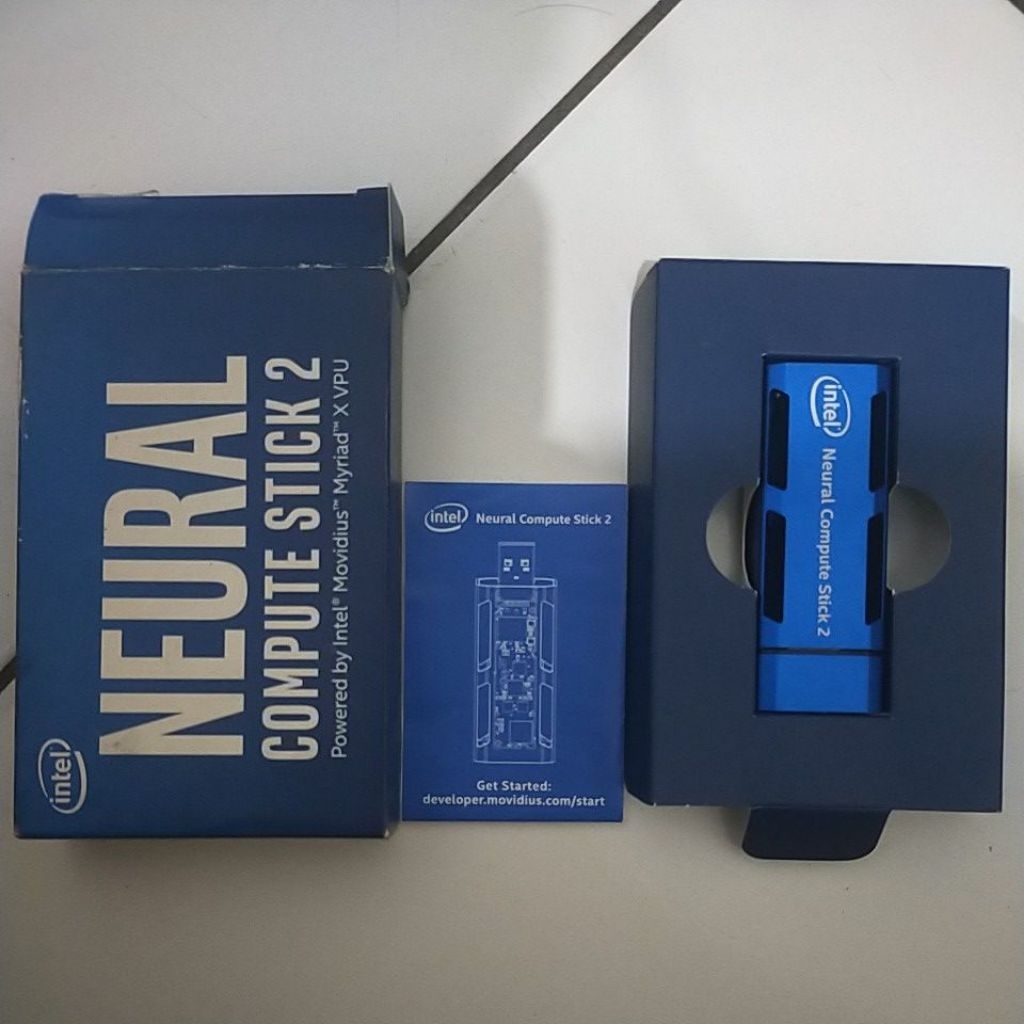 intel
NEURAL
COMPUTE STICK 2
Powered by Intel® Movidius™ Myriad™ X VPU
intel Neural Compute Stick 2
Get Started:
developer.movidius.com/start
intel Neural Compute Stick 2